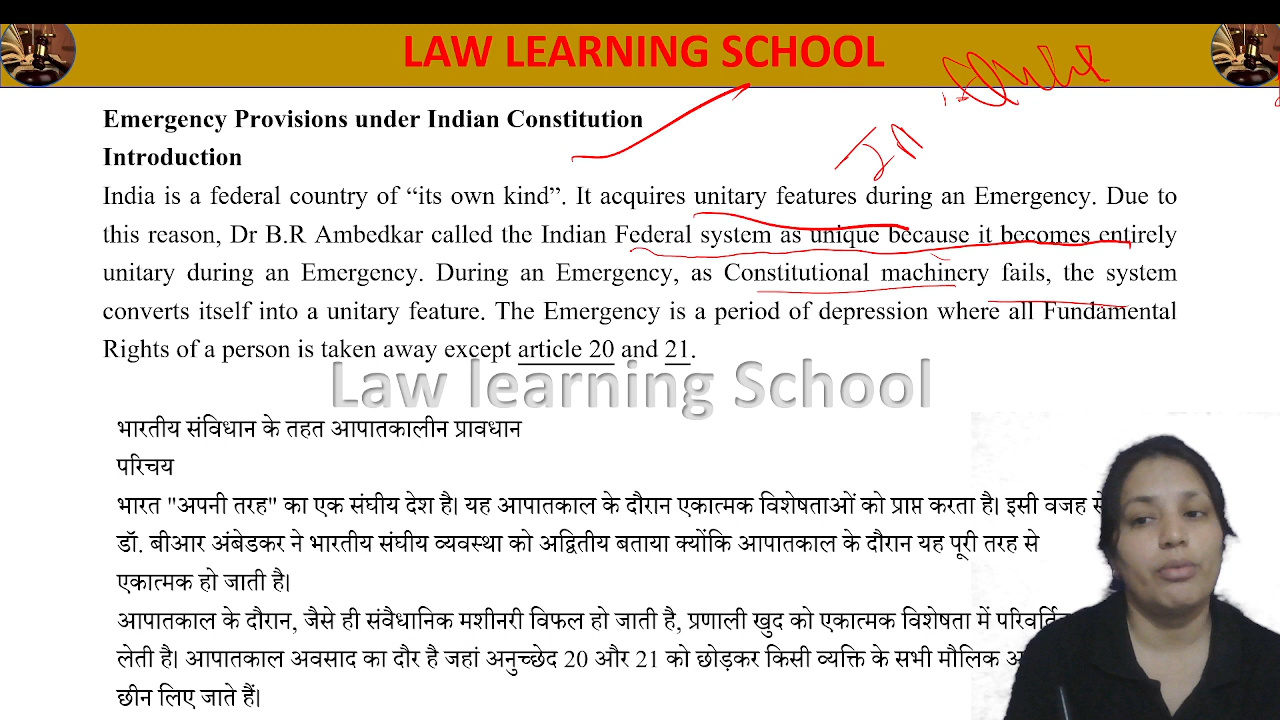 LAW LEARNING SCHOOL
Emergency Provisions under Indian Constitution
Introduction
India is a federal country of “its own kind”. It acquires unitary features during an Emergency. Due to
this reason, Dr B.R Ambedkar called the Indian Federal system as unique because it becomes entirely
unitary during an Emergency. During an Emergency, as Constitutional machinery fails, the system
converts itself into a unitary feature. The Emergency is a period of depression where all Fundamental
Rights of a person is taken away except article 20 and 21.
Law learning School
भारतीय संविधान के तहत आपातकालीन प्रावधान
परिचय
भारत "अपनी तरह" का एक संघीय देश है। यह आपातकाल के दौरान एकात्मक विशेषताओं को प्राप्त करता है। इसी वजह से
डॉ. बीआर अंबेडकर ने भारतीय संघीय व्यवस्था को अद्वितीय बताया क्योंकि आपातकाल के दौरान यह पूरी तरह से
एकात्मक हो जाती है।
आपातकाल के दौरान, जैसे ही संवैधानिक मशीनरी विफल हो जाती है, प्रणाली खुद को एकात्मक विशेषता में
लेती है। आपातकाल अवसाद का दौर है जहां अनुच्छेद 20 और 21 को छोड़कर किसी व्यक्ति के सभी मौलिक
छीन लिए जाते हैं।